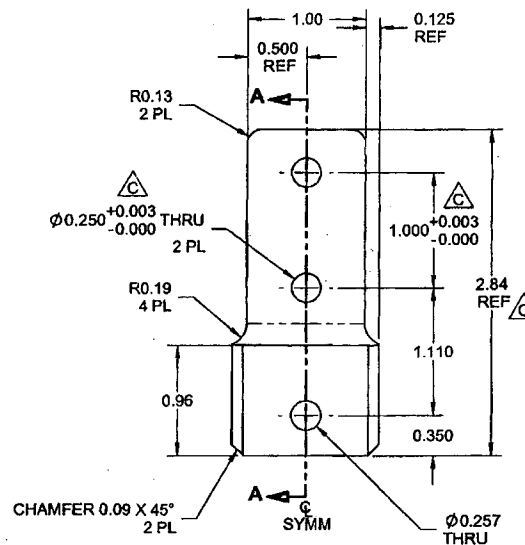 1.00
0.125
REF
0.500
REF
A
R0.13
2 PL
C
Ø0.250 +0.003 -0.000 THRU
2 PL
C
1.000 +0.003 -0.000
2.84
REF
C
R0.19
4 PL
1.110
0.96
0.350
A
CHAMFER 0.09 X 45°
2 PL
℄
SYMM
Ø0.257
THRU